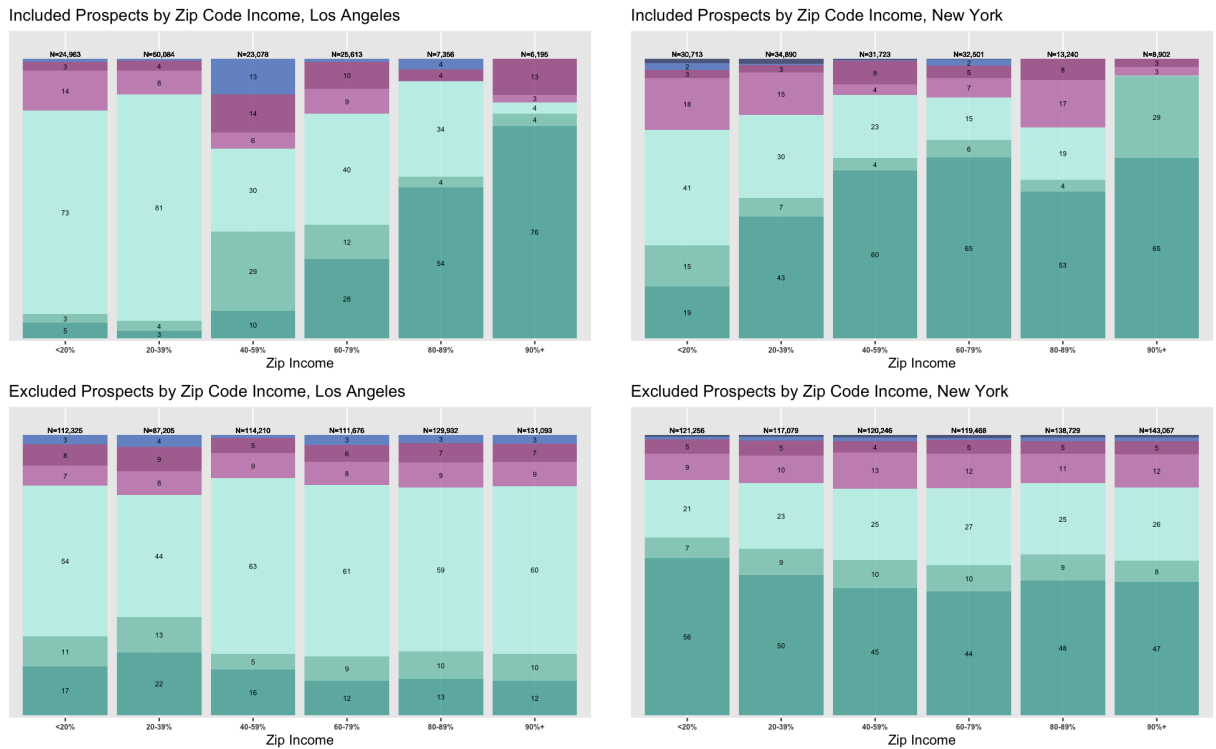 Included Prospects by Zip Code Income, Los Angeles
N=24,963 N=50,084 N=23,078 N=25,613 N=7,356 N=6,195
3 14 73 3 5
4 8 81 4 3
13 14 6 30 29 10
10 9 40 12 28
4 4 34 4 54
13 3 4 4 76
<20% 20-39% 40-59% 60-79% 80-89% 90%+
Zip Income
Included Prospects by Zip Code Income, New York
N=30,713 N=34,890 N=31,723 N=32,501 N=13,240 N=8,902
2 3 18 41 15 19
3 15 30 7 43
8 4 23 4 60
2 5 7 15 6 65
8 17 19 4 53
3 3 29 65
<20% 20-39% 40-59% 60-79% 80-89% 90%+
Zip Income
Excluded Prospects by Zip Code Income, Los Angeles
N=112,325 N=87,205 N=114,210 N=111,676 N=129,932 N=131,093
3 8 7 54 11 17
4 9 8 44 13 22
5 9 63 5 16
3 6 8 61 9 12
3 7 9 59 10 13
3 7 9 60 10 12
<20% 20-39% 40-59% 60-79% 80-89% 90%+
Zip Income
Excluded Prospects by Zip Code Income, New York
N=121,256 N=117,079 N=120,246 N=119,468 N=138,729 N=143,067
5 9 21 7 56
5 10 23 9 50
4 13 25 10 45
5 12 27 10 44
5 11 25 9 48
5 12 26 8 47
<20% 20-39% 40-59% 60-79% 80-89% 90%+
Zip Income